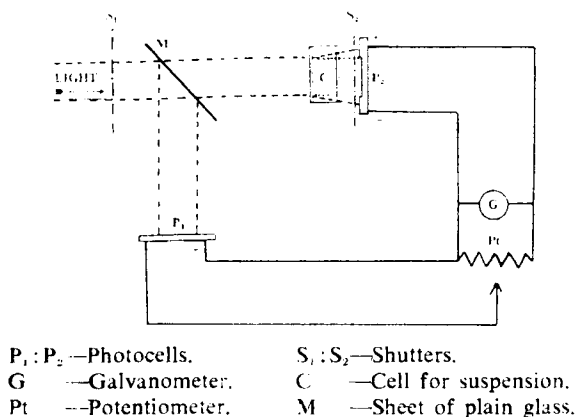 S₁
S₂
M
LIGHT
C
P₂
P₁
G
Pt
P₁ : P₂ —Photocells. S₁ : S₂—Shutters.
G —Galvanometer. C —Cell for suspension.
Pt —Potentiometer. M —Sheet of plain glass.